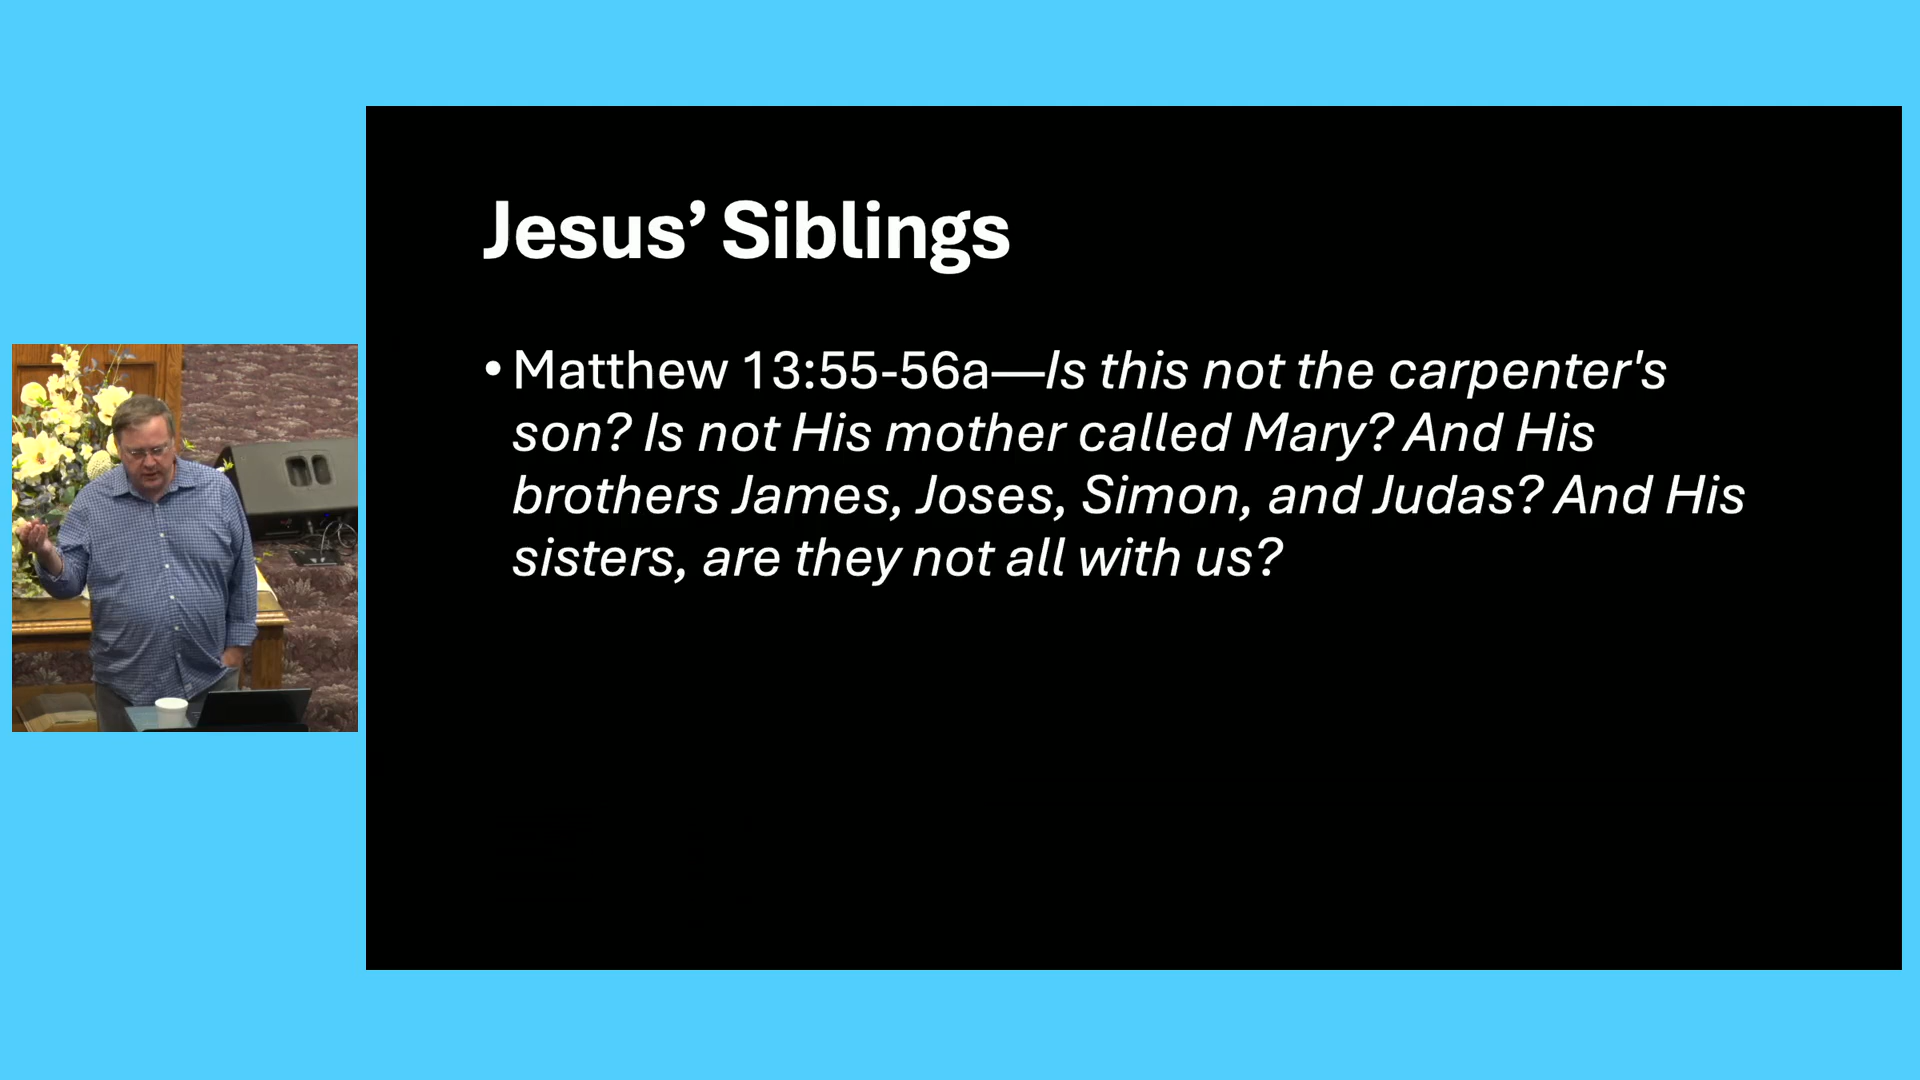 Jesus’ Siblings
• Matthew 13:55-56a—Is this not the carpenter's
son? Is not His mother called Mary? And His
brothers James, Joses, Simon, and Judas? And His
sisters, are they not all with us?